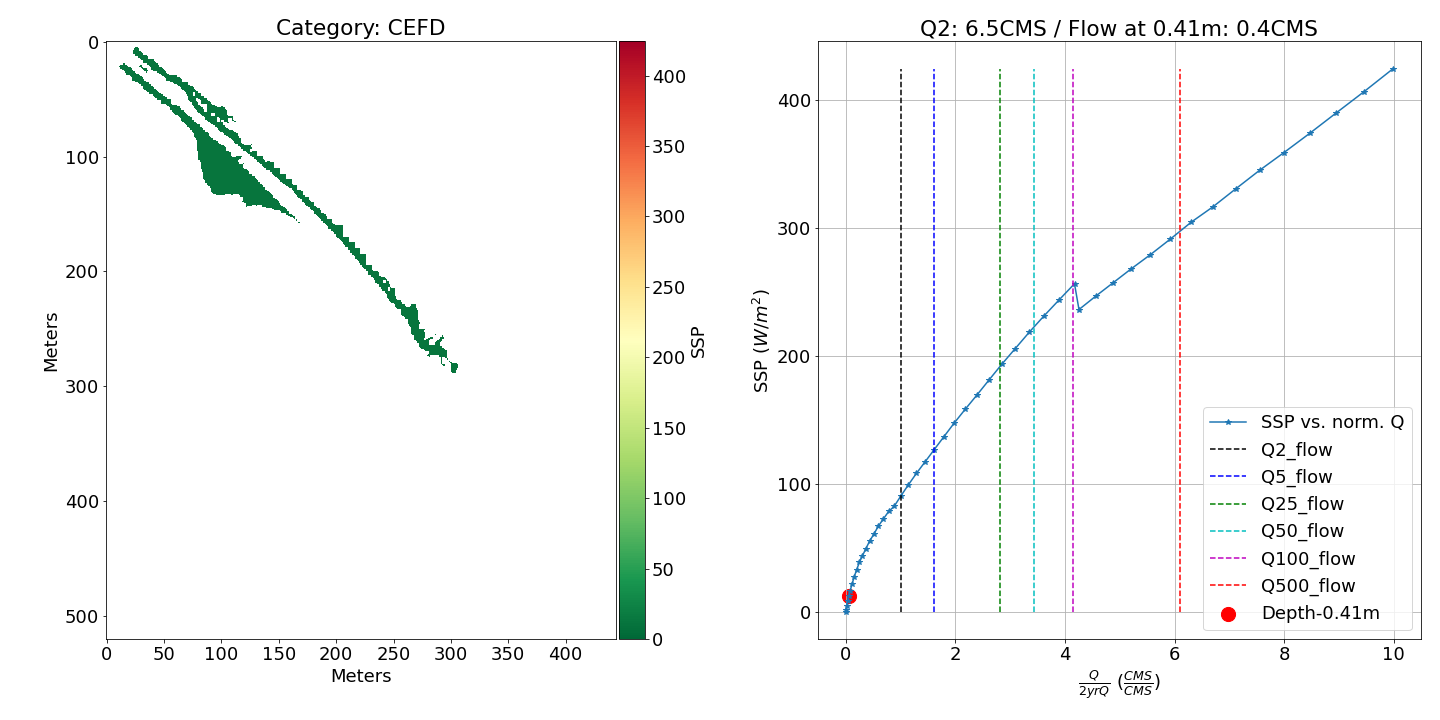 Category: CEFD
0
100
200
300
400
500
Meters
0
50
100
150
200
250
300
350
400
Meters
400
350
300
250
200
150
100
50
0
SSP
Q2: 6.5CMS / Flow at 0.41m: 0.4CMS
400
300
200
100
0
SSP (W/m²)
0
2
4
6
8
10
Q/2yrQ (CMS/CMS)
SSP vs. norm. Q
Q2_flow
Q5_flow
Q25_flow
Q50_flow
Q100_flow
Q500_flow
Depth-0.41m